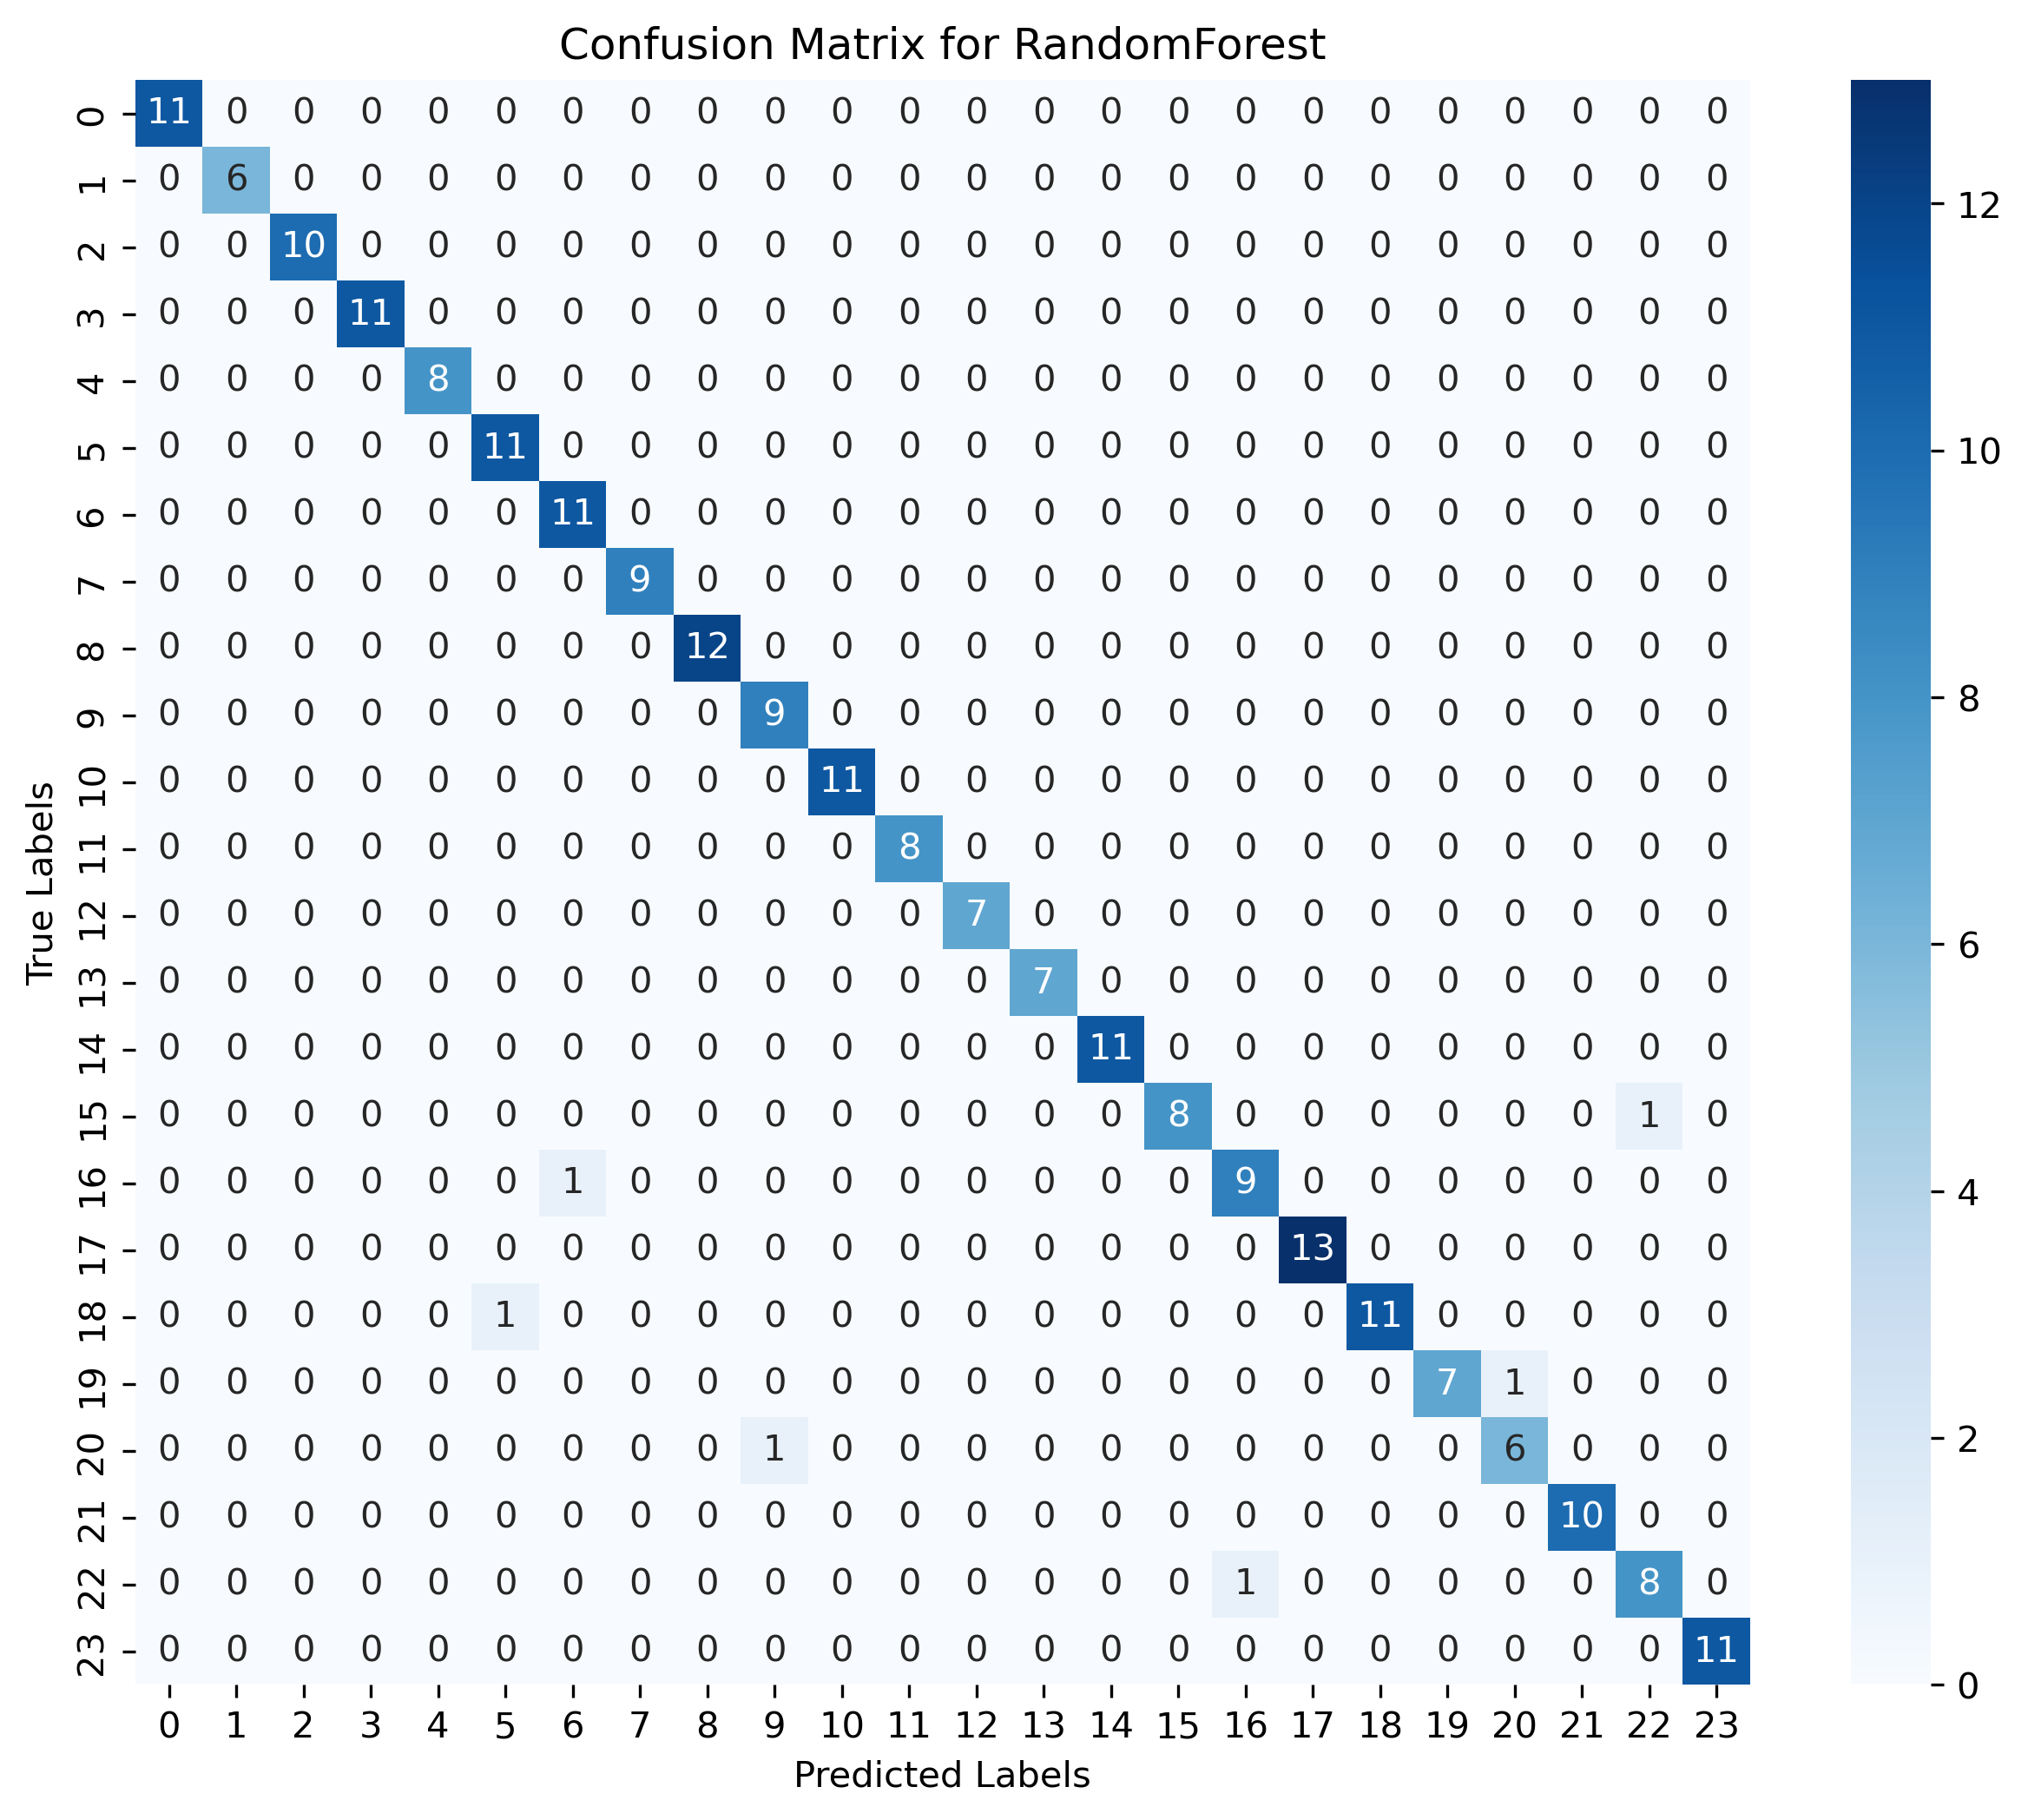 Confusion Matrix for RandomForest
True Labels
0 11 0 0 0 0 0 0 0 0 0 0 0 0 0 0 0 0 0 0 0 0 0 0 0
1 0 6 0 0 0 0 0 0 0 0 0 0 0 0 0 0 0 0 0 0 0 0 0 0
2 0 0 10 0 0 0 0 0 0 0 0 0 0 0 0 0 0 0 0 0 0 0 0 0
3 0 0 0 11 0 0 0 0 0 0 0 0 0 0 0 0 0 0 0 0 0 0 0 0
4 0 0 0 0 8 0 0 0 0 0 0 0 0 0 0 0 0 0 0 0 0 0 0 0
5 0 0 0 0 0 11 0 0 0 0 0 0 0 0 0 0 0 0 0 0 0 0 0 0
6 0 0 0 0 0 0 11 0 0 0 0 0 0 0 0 0 0 0 0 0 0 0 0 0
7 0 0 0 0 0 0 0 9 0 0 0 0 0 0 0 0 0 0 0 0 0 0 0 0
8 0 0 0 0 0 0 0 0 12 0 0 0 0 0 0 0 0 0 0 0 0 0 0 0
9 0 0 0 0 0 0 0 0 0 9 0 0 0 0 0 0 0 0 0 0 0 0 0 0
10 0 0 0 0 0 0 0 0 0 0 11 0 0 0 0 0 0 0 0 0 0 0 0 0
11 0 0 0 0 0 0 0 0 0 0 0 8 0 0 0 0 0 0 0 0 0 0 0 0
12 0 0 0 0 0 0 0 0 0 0 0 0 7 0 0 0 0 0 0 0 0 0 0 0
13 0 0 0 0 0 0 0 0 0 0 0 0 0 7 0 0 0 0 0 0 0 0 0 0
14 0 0 0 0 0 0 0 0 0 0 0 0 0 0 11 0 0 0 0 0 0 0 0 0
15 0 0 0 0 0 0 0 0 0 0 0 0 0 0 0 8 0 0 0 0 0 0 1 0
16 0 0 0 0 0 0 1 0 0 0 0 0 0 0 0 0 9 0 0 0 0 0 0 0
17 0 0 0 0 0 0 0 0 0 0 0 0 0 0 0 0 0 13 0 0 0 0 0 0
18 0 0 0 0 0 1 0 0 0 0 0 0 0 0 0 0 0 0 11 0 0 0 0 0
19 0 0 0 0 0 0 0 0 0 0 0 0 0 0 0 0 0 0 0 7 1 0 0 0
20 0 0 0 0 0 0 0 0 0 1 0 0 0 0 0 0 0 0 0 0 6 0 0 0
21 0 0 0 0 0 0 0 0 0 0 0 0 0 0 0 0 0 0 0 0 0 10 0 0
22 0 0 0 0 0 0 0 0 0 0 0 0 0 0 0 0 1 0 0 0 0 0 8 0
23 0 0 0 0 0 0 0 0 0 0 0 0 0 0 0 0 0 0 0 0 0 0 0 11
0 1 2 3 4 5 6 7 8 9 10 11 12 13 14 15 16 17 18 19 20 21 22 23
Predicted Labels
12
10
8
6
4
2
0